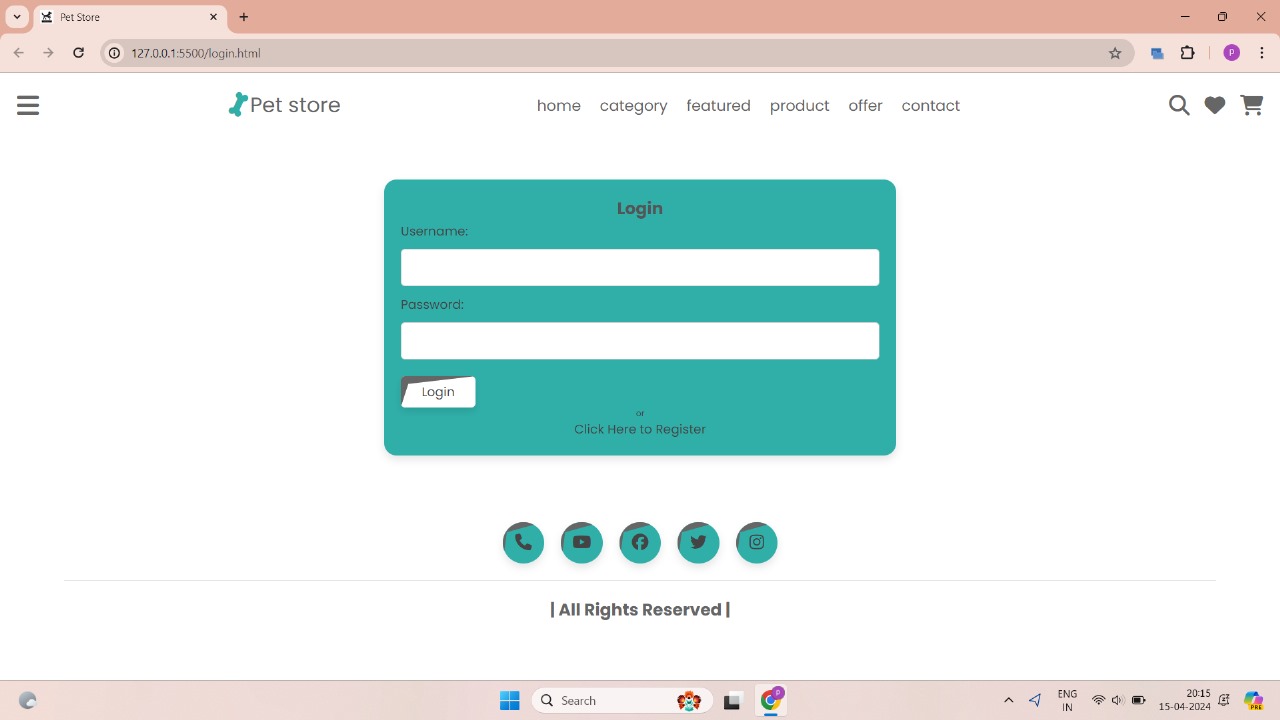 Pet Store
127.0.0.1:5500/login.html
P
Pet store
home category featured product offer contact
Login
Username:
Password:
Login
or
Click Here to Register
| All Rights Reserved |
Search
P
ENG
IN
20:15
15-04-2024
PRE